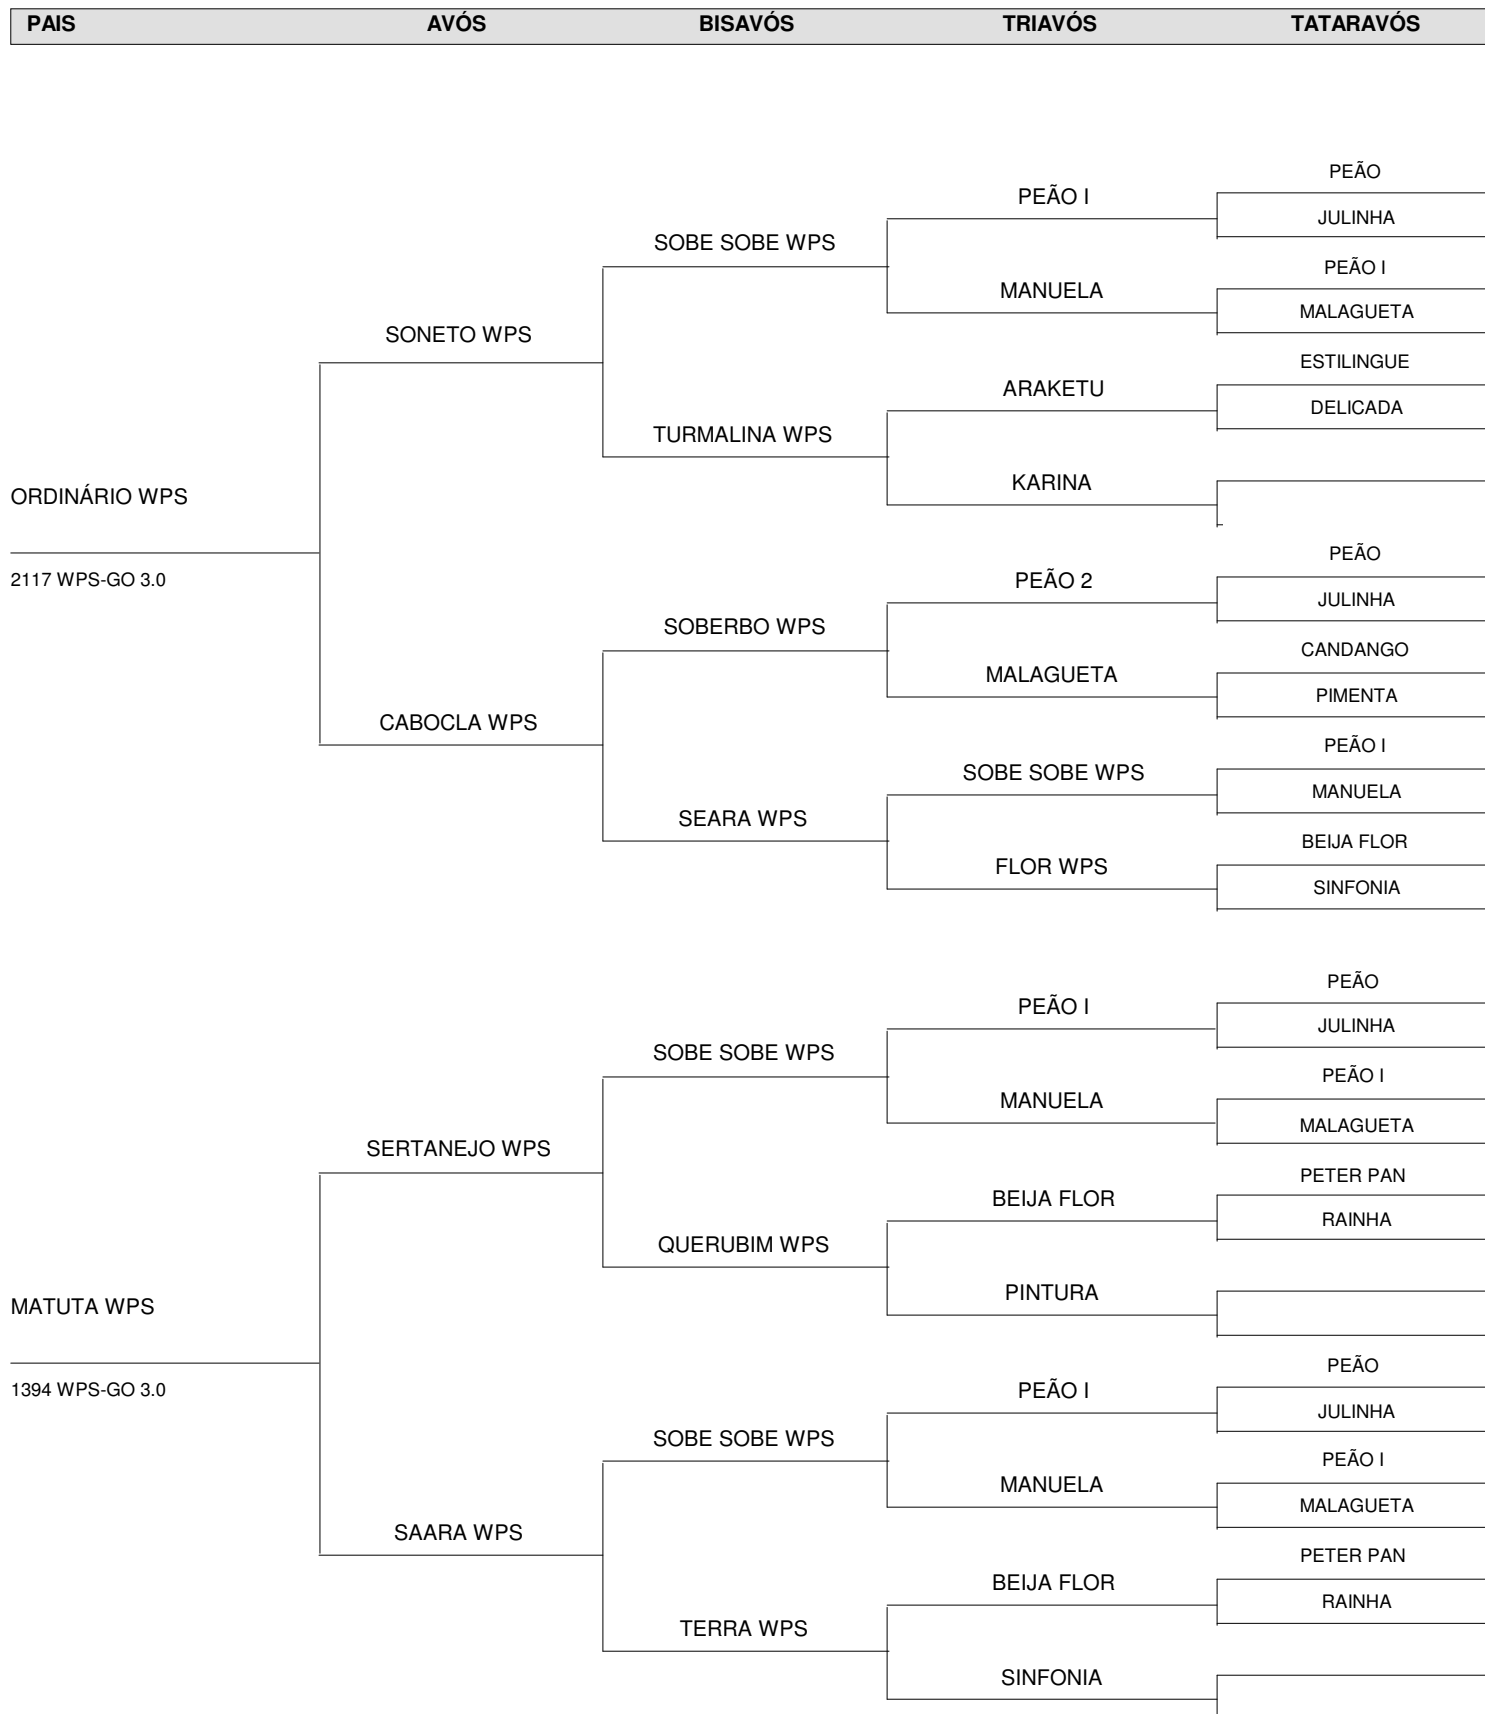 PAIS AVÓS BISAVÓS TRIAVÓS TATARAVÓS
PEÃO
PEÃO I
JULINHA
SOBE SOBE WPS
PEÃO I
MANUELA
MALAGUETA
SONETO WPS
ESTILINGUE
ARAKETU
DELICADA
TURMALINA WPS
KARINA
ORDINÁRIO WPS
PEÃO
2117 WPS-GO 3.0
PEÃO 2
JULINHA
SOBERBO WPS
CANDANGO
MALAGUETA
PIMENTA
CABOCLA WPS
PEÃO I
SOBE SOBE WPS
MANUELA
SEARA WPS
BEIJA FLOR
FLOR WPS
SINFONIA
PEÃO
PEÃO I
JULINHA
SOBE SOBE WPS
PEÃO I
MANUELA
MALAGUETA
SERTANEJO WPS
PETER PAN
BEIJA FLOR
RAINHA
QUERUBIM WPS
PINTURA
MATUTA WPS
PEÃO
1394 WPS-GO 3.0
PEÃO I
JULINHA
SOBE SOBE WPS
PEÃO I
MANUELA
MALAGUETA
SAARA WPS
PETER PAN
BEIJA FLOR
RAINHA
TERRA WPS
SINFONIA